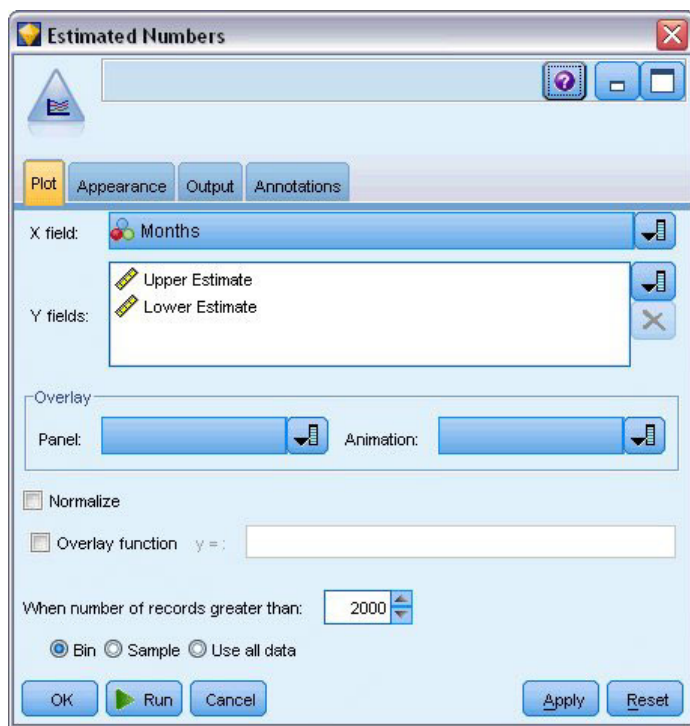 Estimated Numbers
?
Plot Appearance Output Annotations
X field: Months
Y fields: Upper Estimate
Lower Estimate
Overlay
Panel: Animation:
Normalize
Overlay function y = :
When number of records greater than: 2000
Bin Sample Use all data
OK Run Cancel Apply Reset